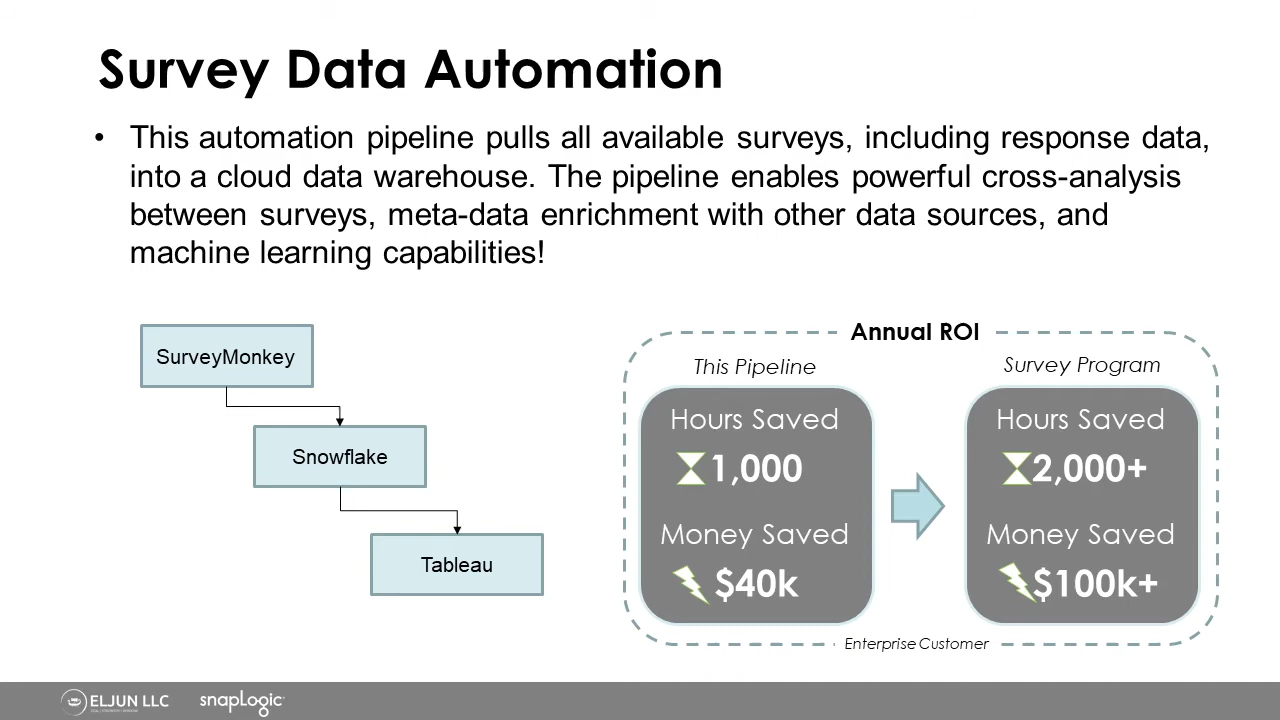 Survey Data Automation
• This automation pipeline pulls all available surveys, including response data,
into a cloud data warehouse. The pipeline enables powerful cross-analysis
between surveys, meta-data enrichment with other data sources, and
machine learning capabilities!
SurveyMonkey
Snowflake
Tableau
Annual ROI
This Pipeline
Hours Saved
1,000
Money Saved
$40k
Survey Program
Hours Saved
2,000+
Money Saved
$100k+
Enterprise Customer
ELJUN LLC
snapLogic